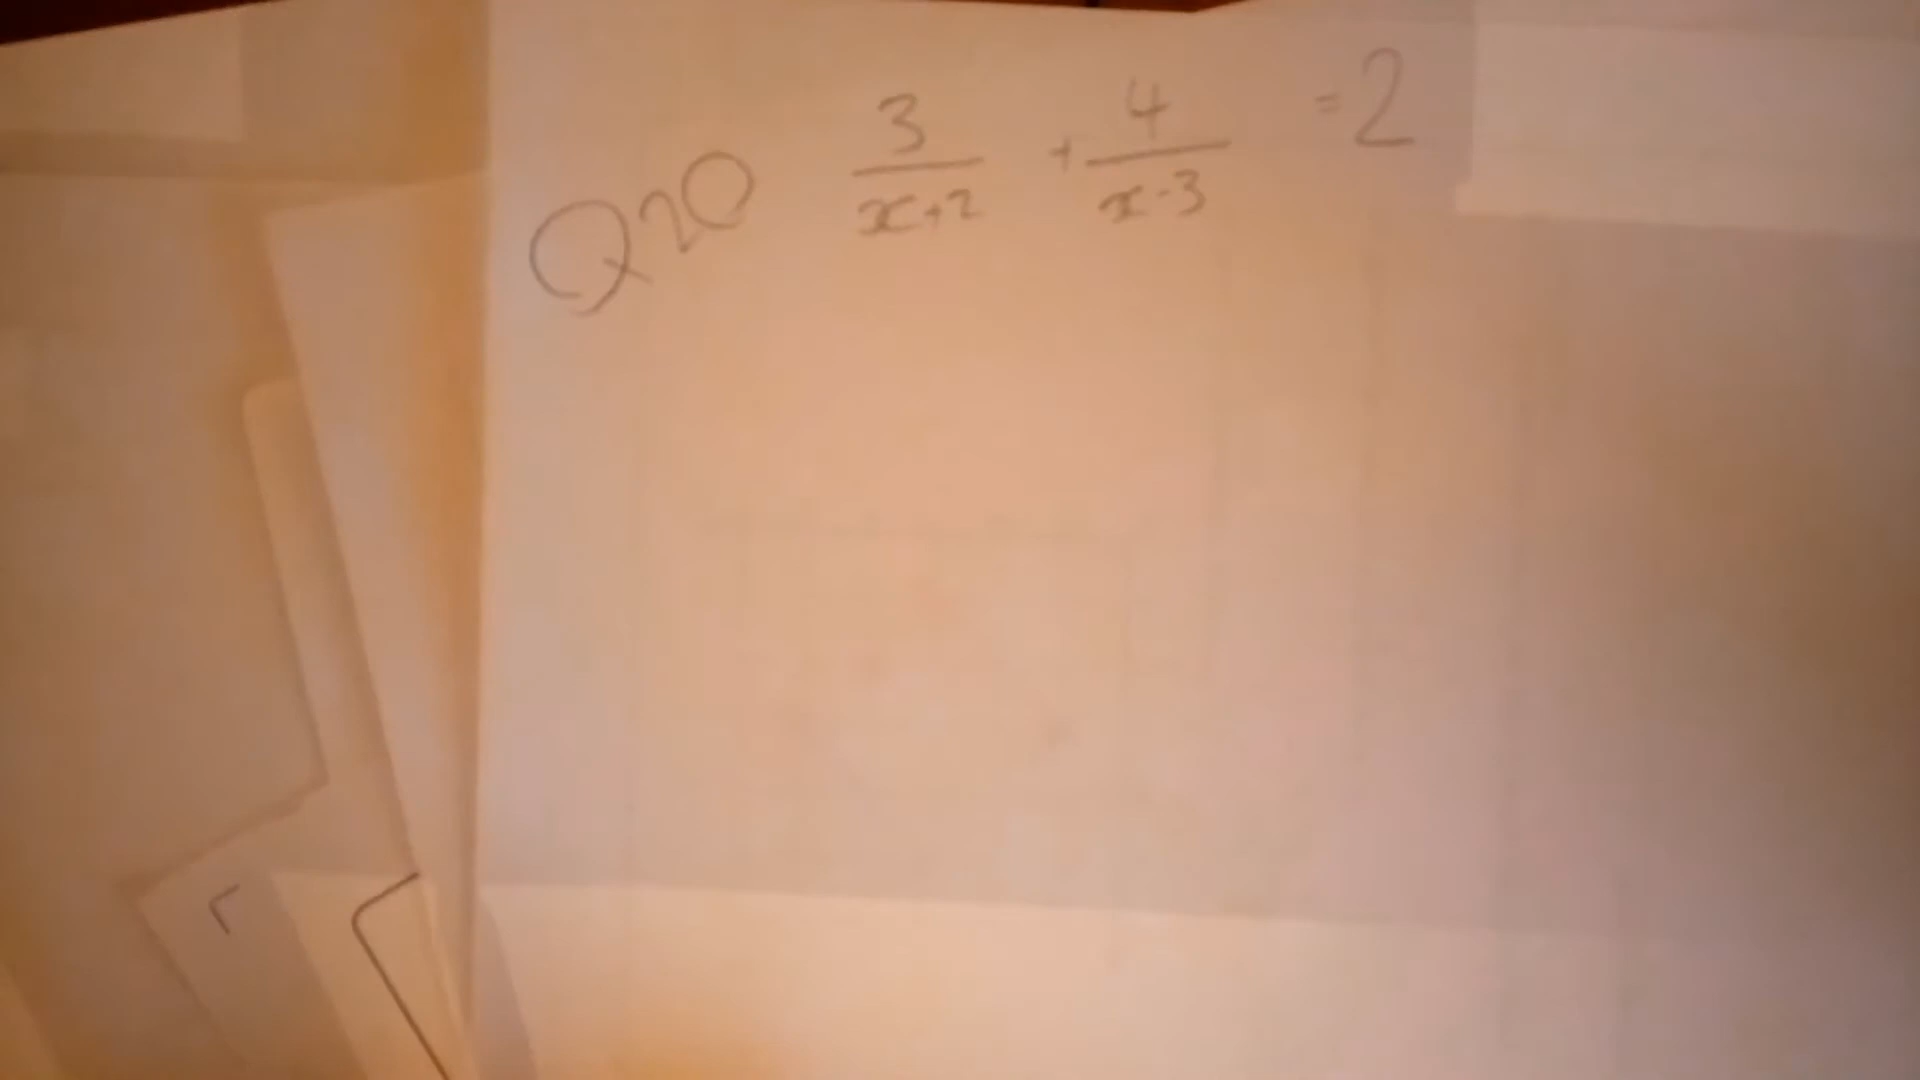 Q20 3/(x+2) + 4/(x-3) = 2